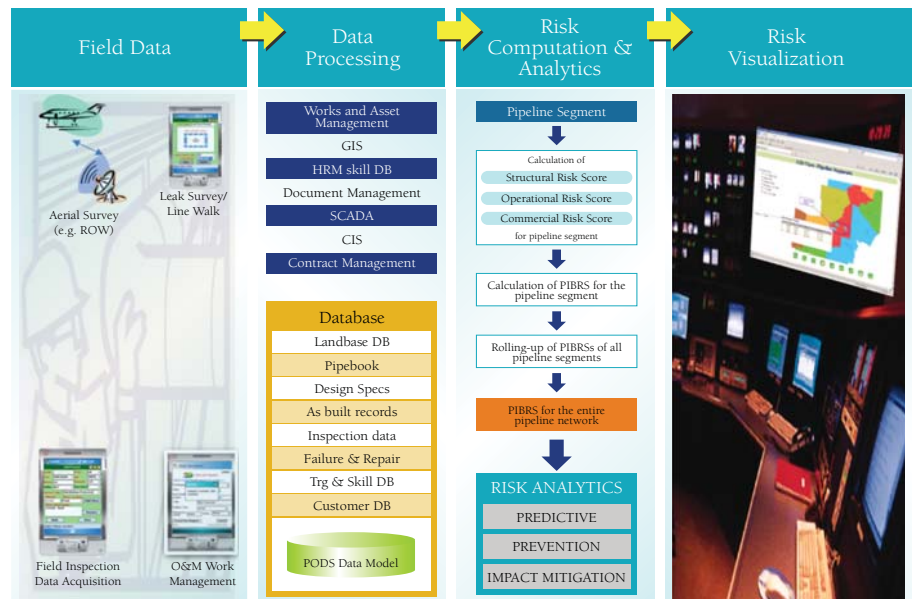 Field Data
Data
Processing
Risk
Computation &
Analytics
Risk
Visualization
Leak Survey/
Line Walk
Aerial Survey
(e.g. ROW)
Field Inspection
Data Acquisition
O&M Work
Management
Works and Asset
Management
GIS
HRM skill DB
Document Management
SCADA
CIS
Contract Management
Database
Landbase DB
Pipebook
Design Specs
As built records
Inspection data
Failure & Repair
Trg & Skill DB
Customer DB
PODS Data Model
Pipeline Segment
Calculation of
Structural Risk Score
Operational Risk Score
Commercial Risk Score
for pipeline segment
Calculation of PIBRS for the
pipeline segment
Rolling-up of PIBRSs of all
pipeline segments
PIBRS for the entire
pipeline network
RISK ANALYTICS
PREDICTIVE
PREVENTION
IMPACT MITIGATION